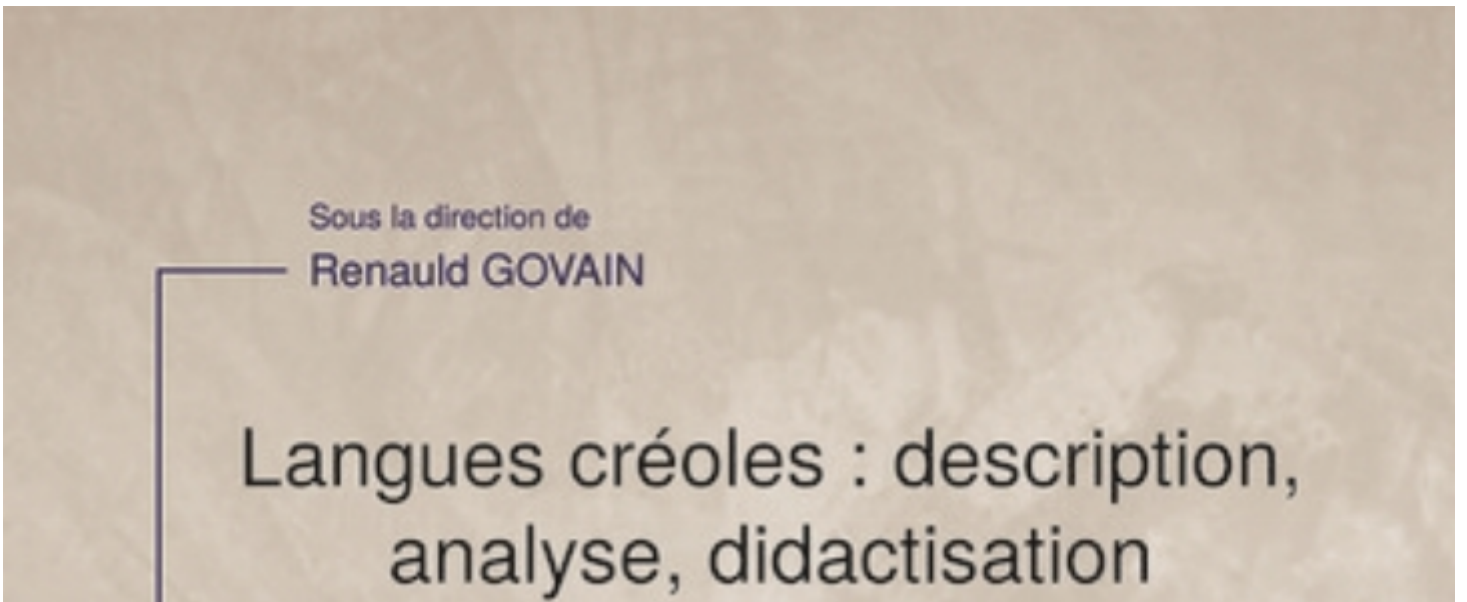 Sous la direction de
Renauld GOVAIN
Langues créoles : description,
analyse, didactisation